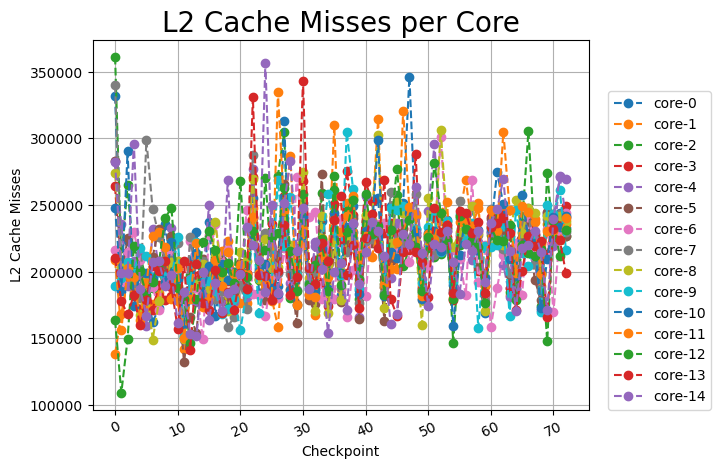 L2 Cache Misses per Core
350000
300000
250000
200000
150000
100000
L2 Cache Misses
0 10 20 30 40 50 60 70
Checkpoint
core-0
core-1
core-2
core-3
core-4
core-5
core-6
core-7
core-8
core-9
core-10
core-11
core-12
core-13
core-14